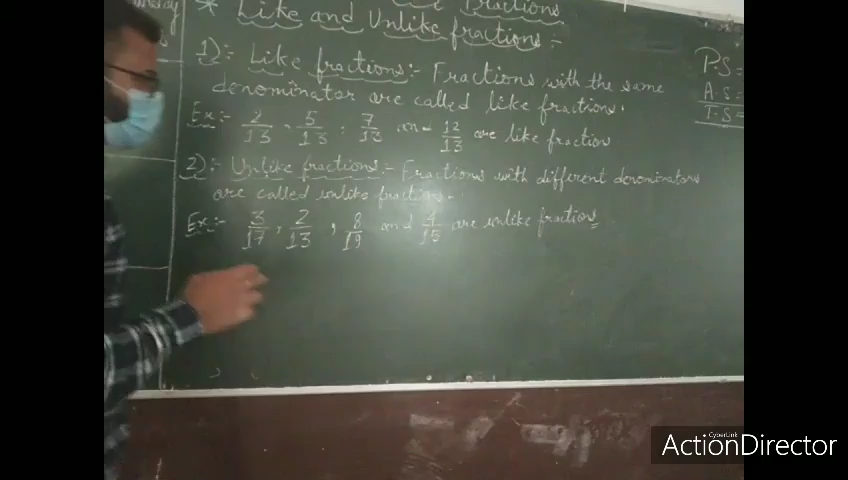 Fractions
* Like and Unlike fractions :-
1):- Like fractions:- Fractions with the same
denominator are called like fractions.
Ex:- 2/13, 5/13, 7/13 and 12/13 are like fraction
2):- Unlike fractions:- Fractions with different denominators
are called unlike fractions.
Ex:- 3/17, 2/13, 8/19 and 4/15 are unlike fractions
P.S=
A.S=
T.S=
CyberLink
ActionDirector